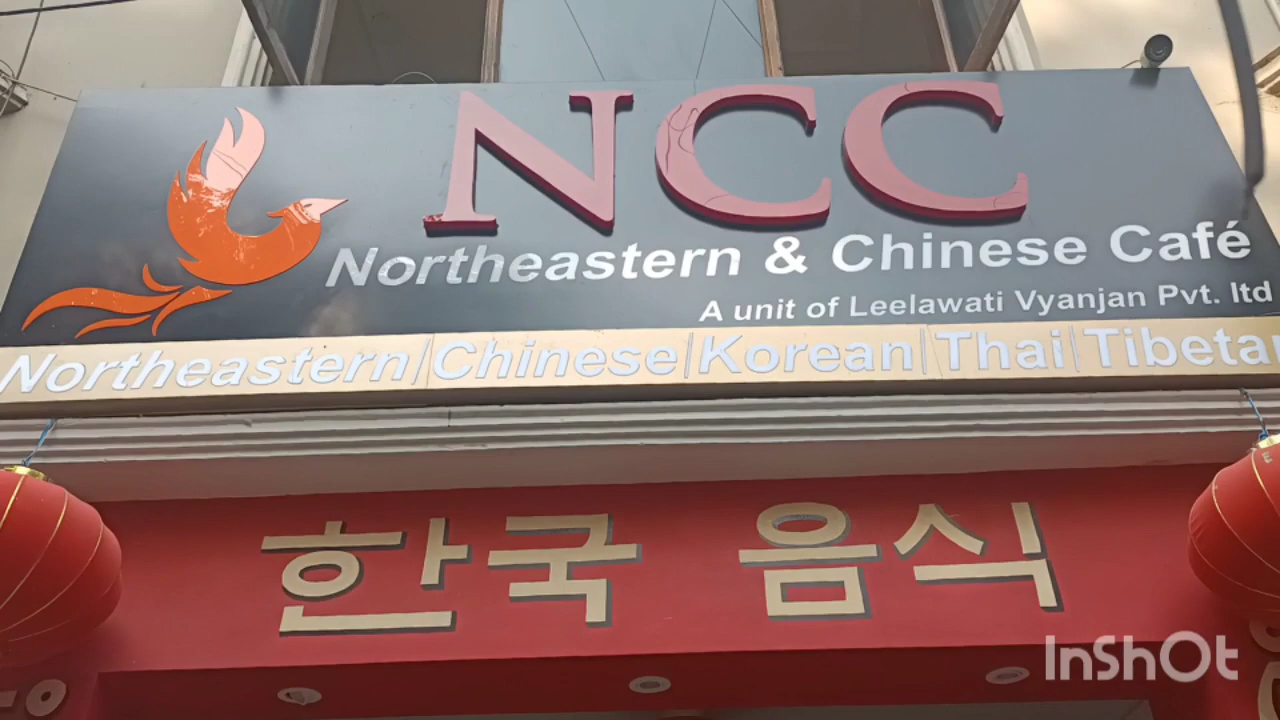 NCC
Northeastern & Chinese Café
A unit of Leelawati Vyanjan Pvt. ltd
Northeastern|Chinese|Korean|Thai|Tibetan
한국 음식
InShOt